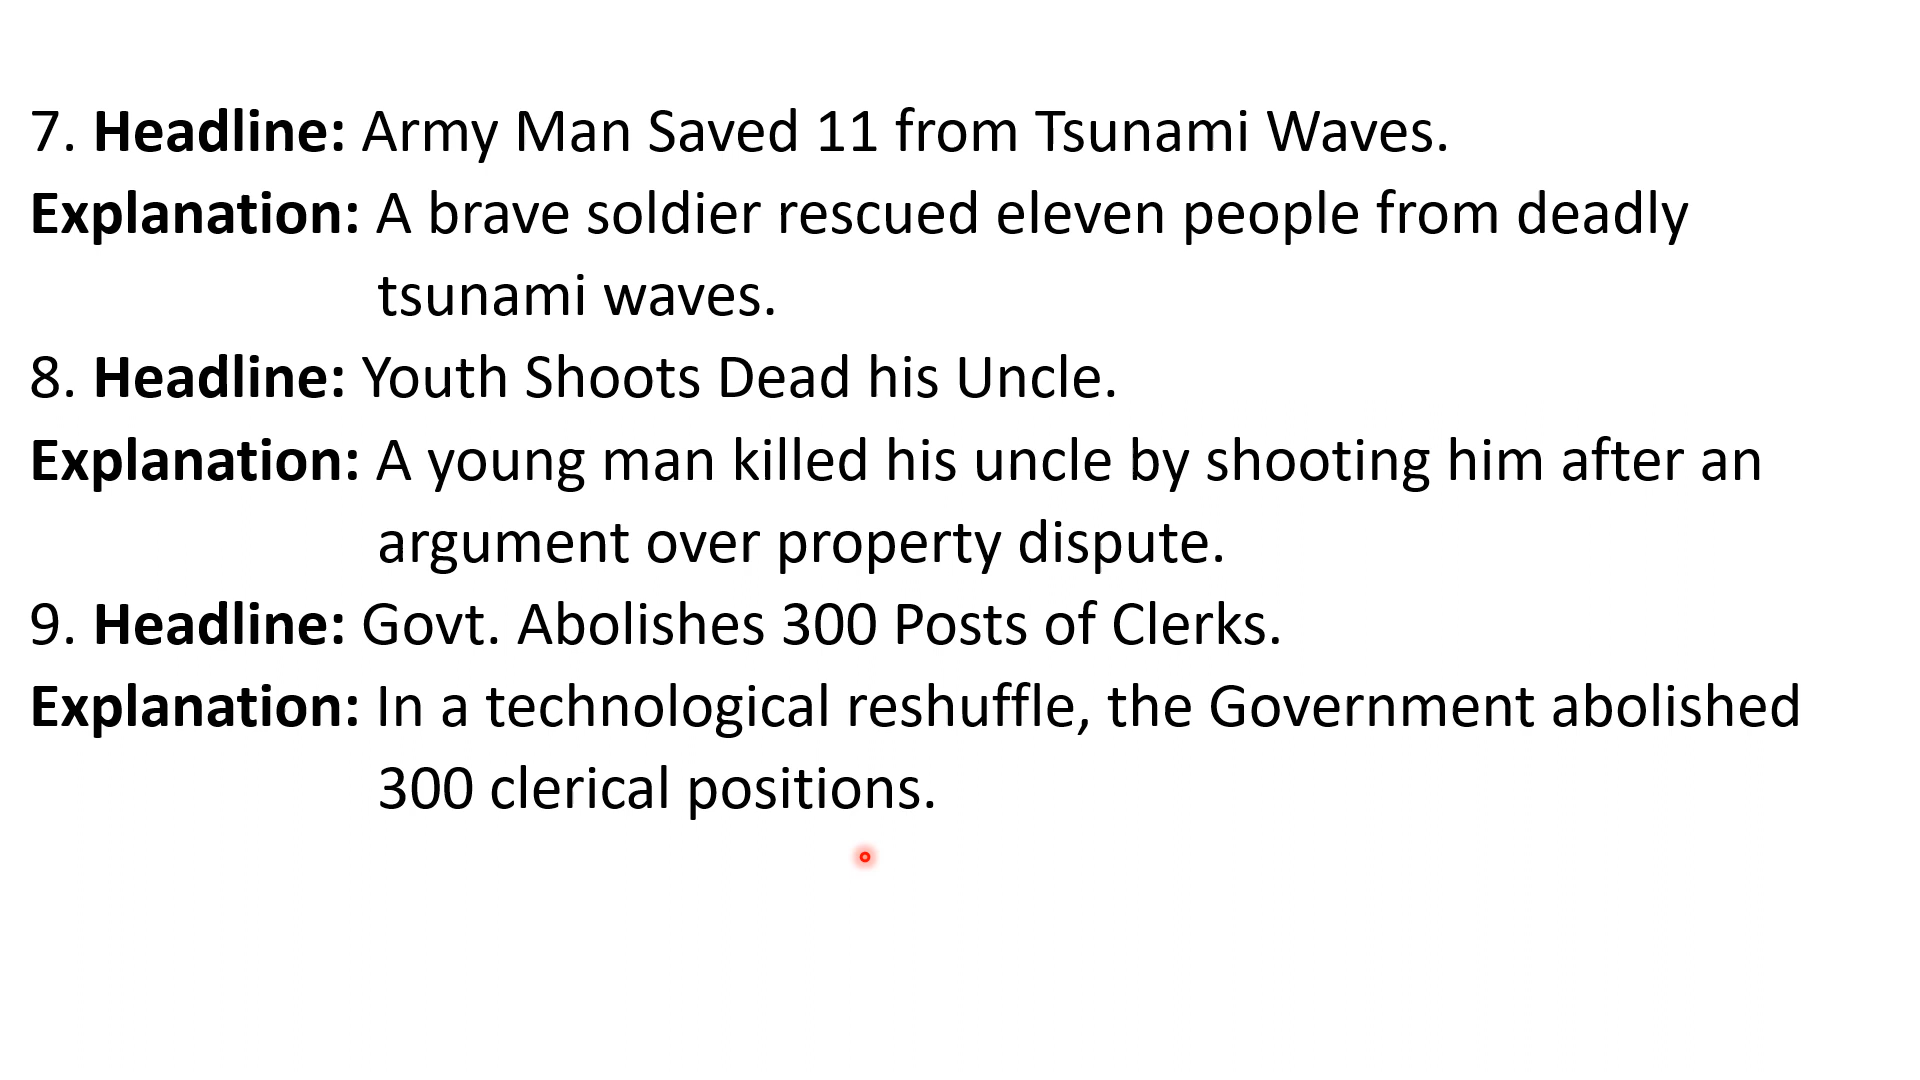 7. Headline: Army Man Saved 11 from Tsunami Waves.
Explanation: A brave soldier rescued eleven people from deadly
tsunami waves.
8. Headline: Youth Shoots Dead his Uncle.
Explanation: A young man killed his uncle by shooting him after an
argument over property dispute.
9. Headline: Govt. Abolishes 300 Posts of Clerks.
Explanation: In a technological reshuffle, the Government abolished
300 clerical positions.